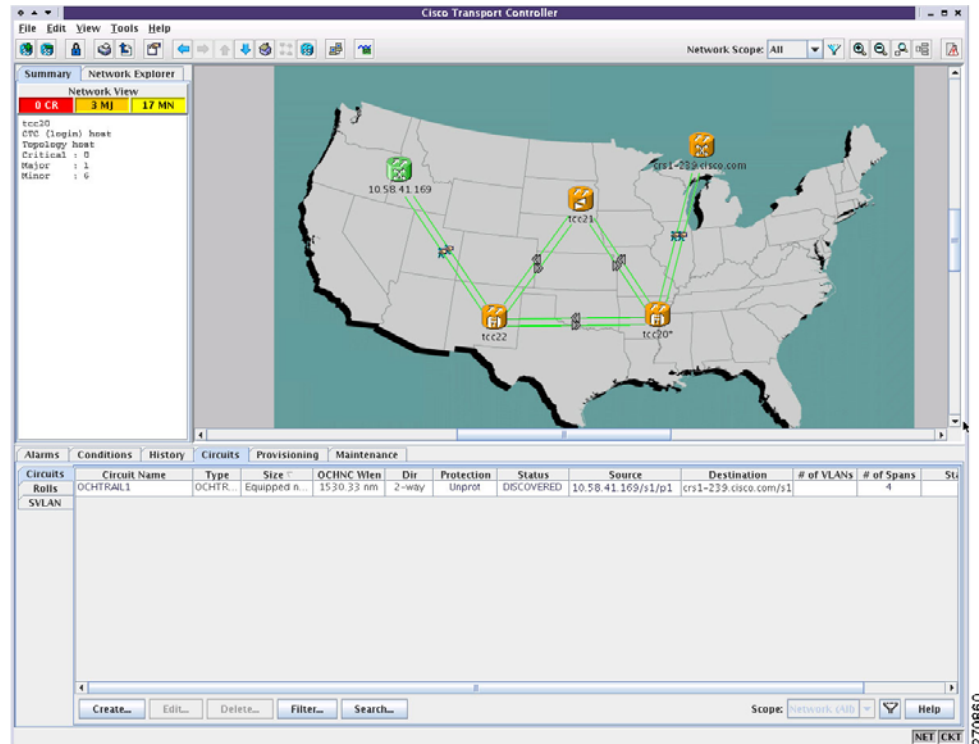 Cisco Transport Controller
File Edit View Tools Help
Network Scope: All
Summary Network Explorer
Network View
0 CR 3 MJ 17 MN
tcc20
CTC (login) host
Topology host
Critical : 0
Major : 1
Minor : 6
crs1-239.cisco.com
10.58.41.169
tcc21
tcc22
tcc20*
Alarms Conditions History Circuits Provisioning Maintenance
Circuits
Rolls
SVLAN
Circuit Name Type Size OCHNC Wlen Dir Protection Status Source Destination # of VLANs # of Spans Sta
OCHTRAIL1 OCHTR... Equipped n... 1530.33 nm 2-way Unprot DISCOVERED 10.58.41.169/s1/p1 crs1-239.cisco.com/s1 4
Create... Edit... Delete... Filter... Search... Scope: Network (All) Help
NET CKT
270860